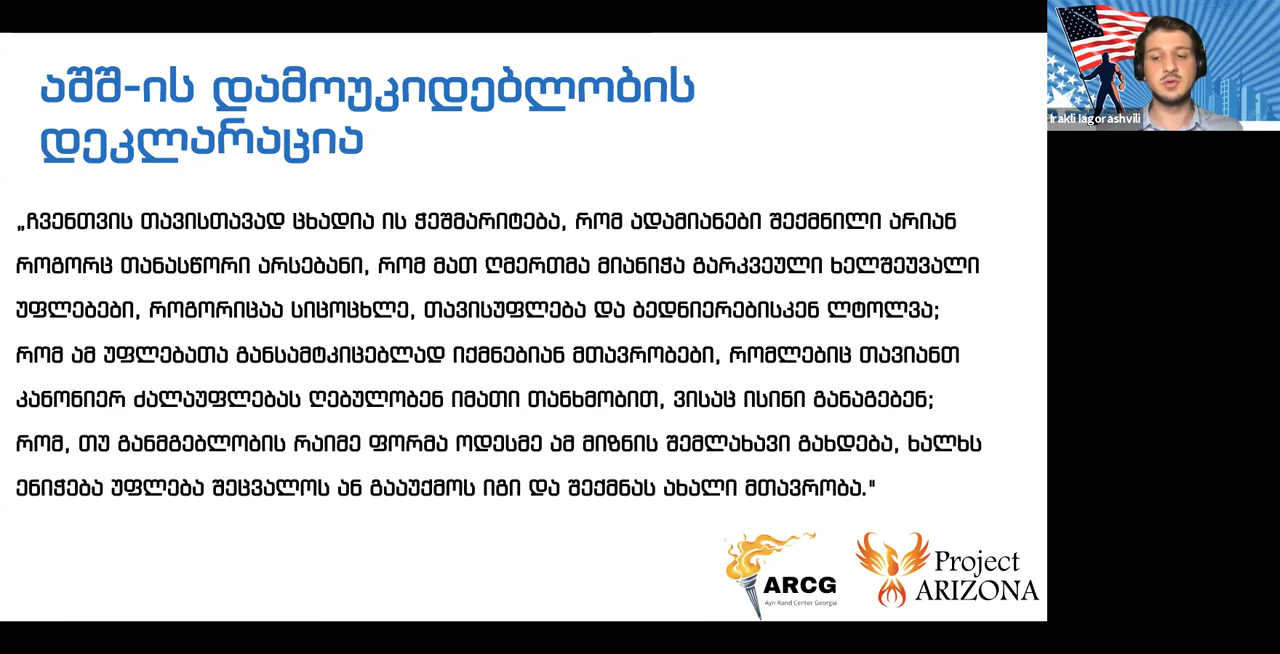 აშშ-ის დამოუკიდებლობის
დეკლარაცია
„ჩვენთვის თავისთავად ცხადია ის ჭეშმარიტება, რომ ადამიანები შექმნილი არიან
როგორც თანასწორი არსებანი, რომ მათ ღმერთმა მიანიჭა გარკვეული ხელშეუვალი
უფლებები, როგორიცაა სიცოცხლე, თავისუფლება და ბედნიერებისკენ ლტოლვა;
რომ ამ უფლებათა განსამტკიცებლად იქმნებიან მთავრობები, რომლებიც თავიანთ
კანონიერ ძალაუფლებას ღებულობენ იმათი თანხმობით, ვისაც ისინი განაგებენ;
რომ, თუ განმგებლობის რაიმე ფორმა ოდესმე ამ მიზნის შემლახავი გახდება, ხალხს
ენიჭება უფლება შეცვალოს ან გააუქმოს იგი და შექმნას ახალი მთავრობა."
ARCG
Ayn Rand Center Georgia
Project
ARIZONA
Irakli Iagorashvili